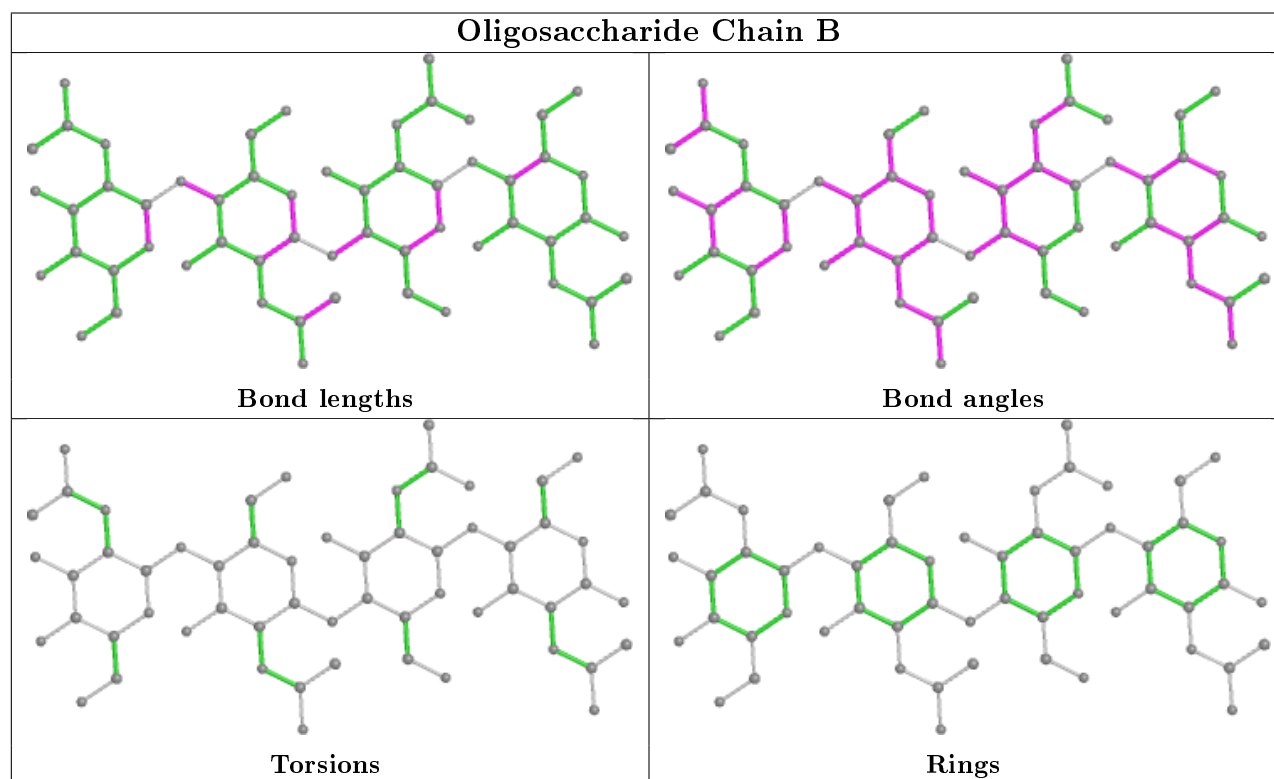 Oligosaccharide Chain B
Bond lengths
Bond angles
Torsions
Rings